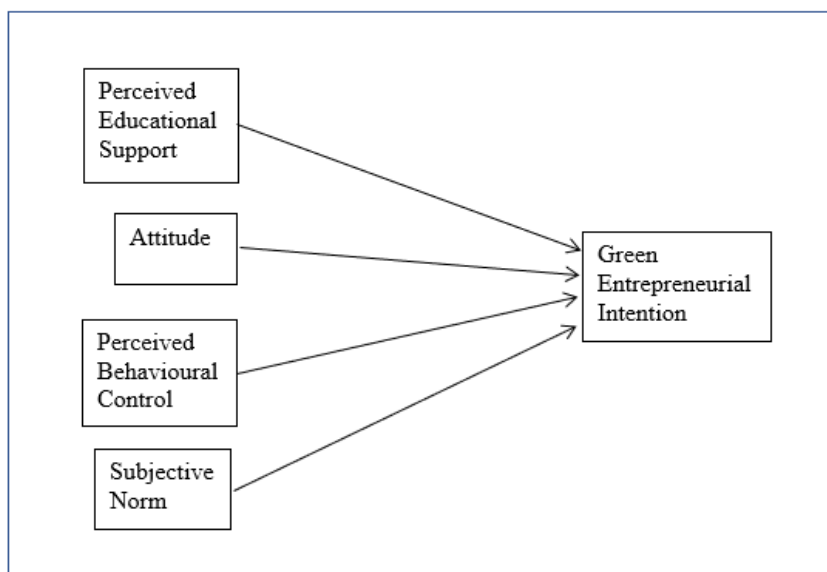 Perceived
Educational
Support
Attitude
Perceived
Behavioural
Control
Subjective
Norm
Green
Entrepreneurial
Intention